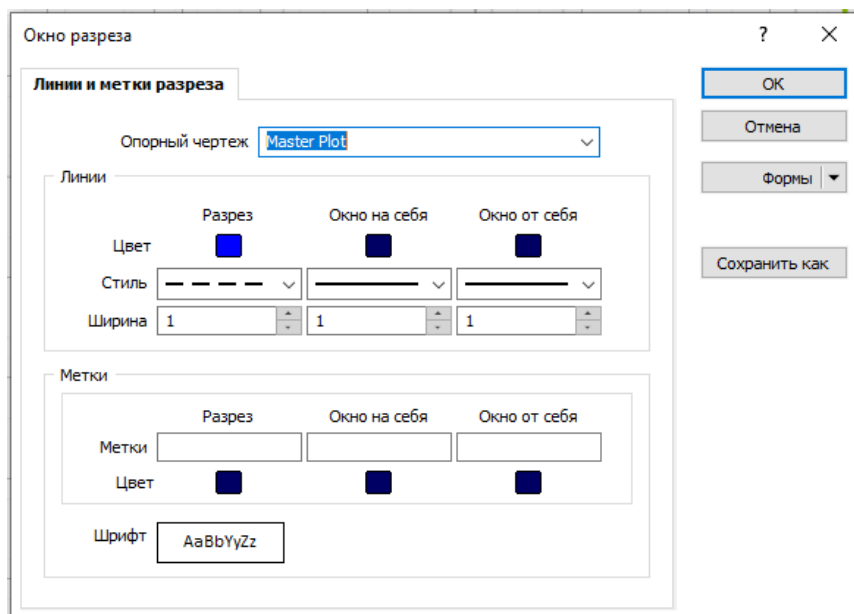 Окно разреза
?
Линии и метки разреза
OK
Отмена
Формы
Сохранить как
Опорный чертеж Master Plot
Линии
Разрез Окно на себя Окно от себя
Цвет
Стиль
Ширина 1 1 1
Метки
Разрез Окно на себя Окно от себя
Метки
Цвет
Шрифт AaBbYyZz